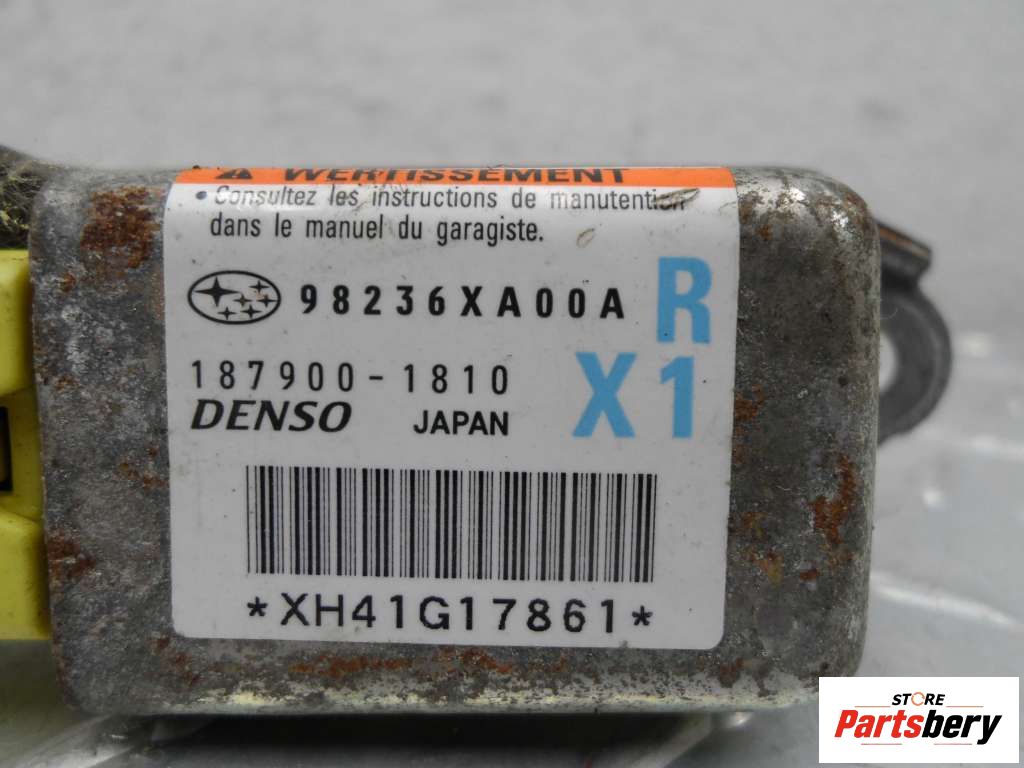 WERTISSEMENT
• Consultez les instructions de manutention
dans le manuel du garagiste.
98236XA00A R
187900-1810 X1
DENSO JAPAN
*XH41G17861*
STORE
Partsbery